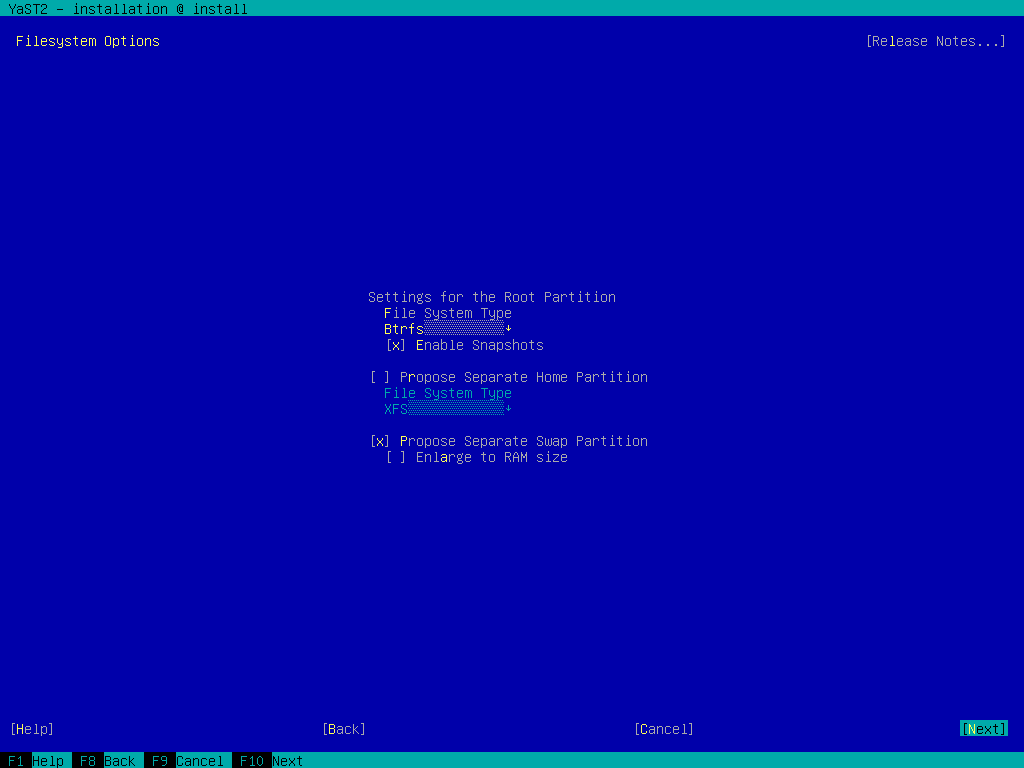 YaST2 - installation @ install
Filesystem Options [Release Notes...]
Settings for the Root Partition
File System Type
Btrfs↓
[x] Enable Snapshots
[ ] Propose Separate Home Partition
File System Type
XFS↓
[x] Propose Separate Swap Partition
[ ] Enlarge to RAM size
[Help] [Back] [Cancel] [Next]
F1 Help F8 Back F9 Cancel F10 Next